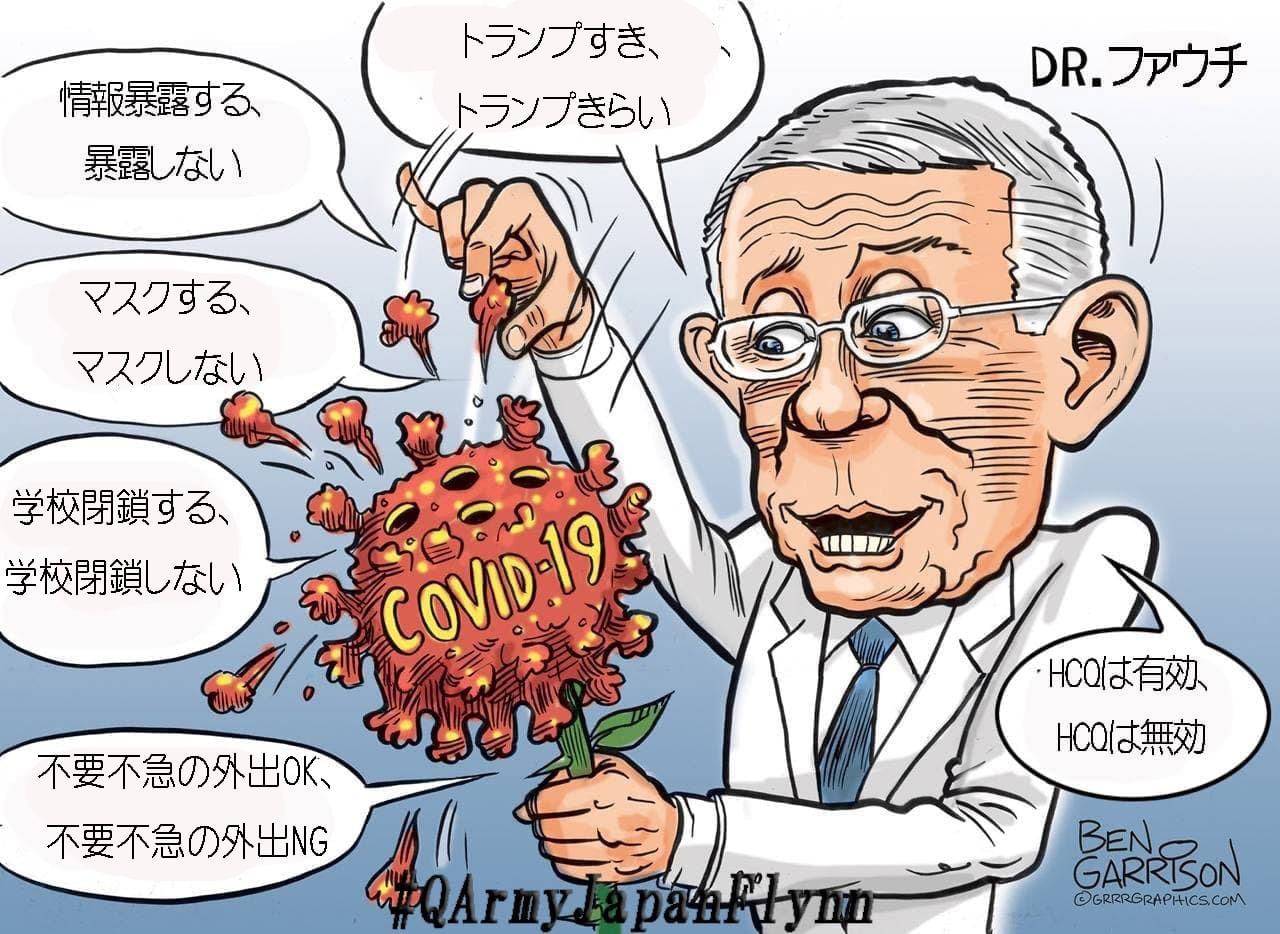 トランプすき、
トランプきらい
DR.ファウチ
情報暴露する、
暴露しない
マスクする、
マスクしない
学校閉鎖する、
学校閉鎖しない
COVID-19
HCQは有効、
HCQは無効
不要不急の外出OK、
不要不急の外出NG
BEN
GARRISON
©GRRRGRAPHICS.COM
#QArmyJapanFlynn